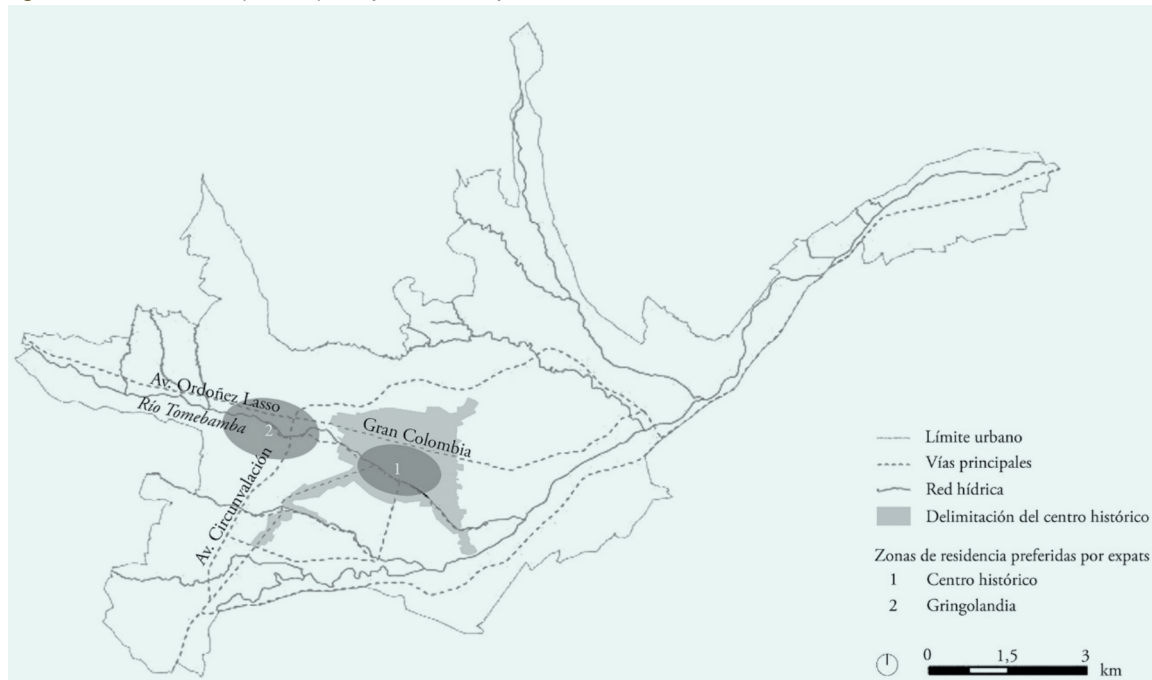 Av. Ordoñez Lasso
Río Tomebamba
2
Gran Colombia
1
Av. Circunvalación
Límite urbano
Vías principales
Red hídrica
Delimitación del centro histórico
Zonas de residencia preferidas por expats
1 Centro histórico
2 Gringolandia
0 1,5 3
km